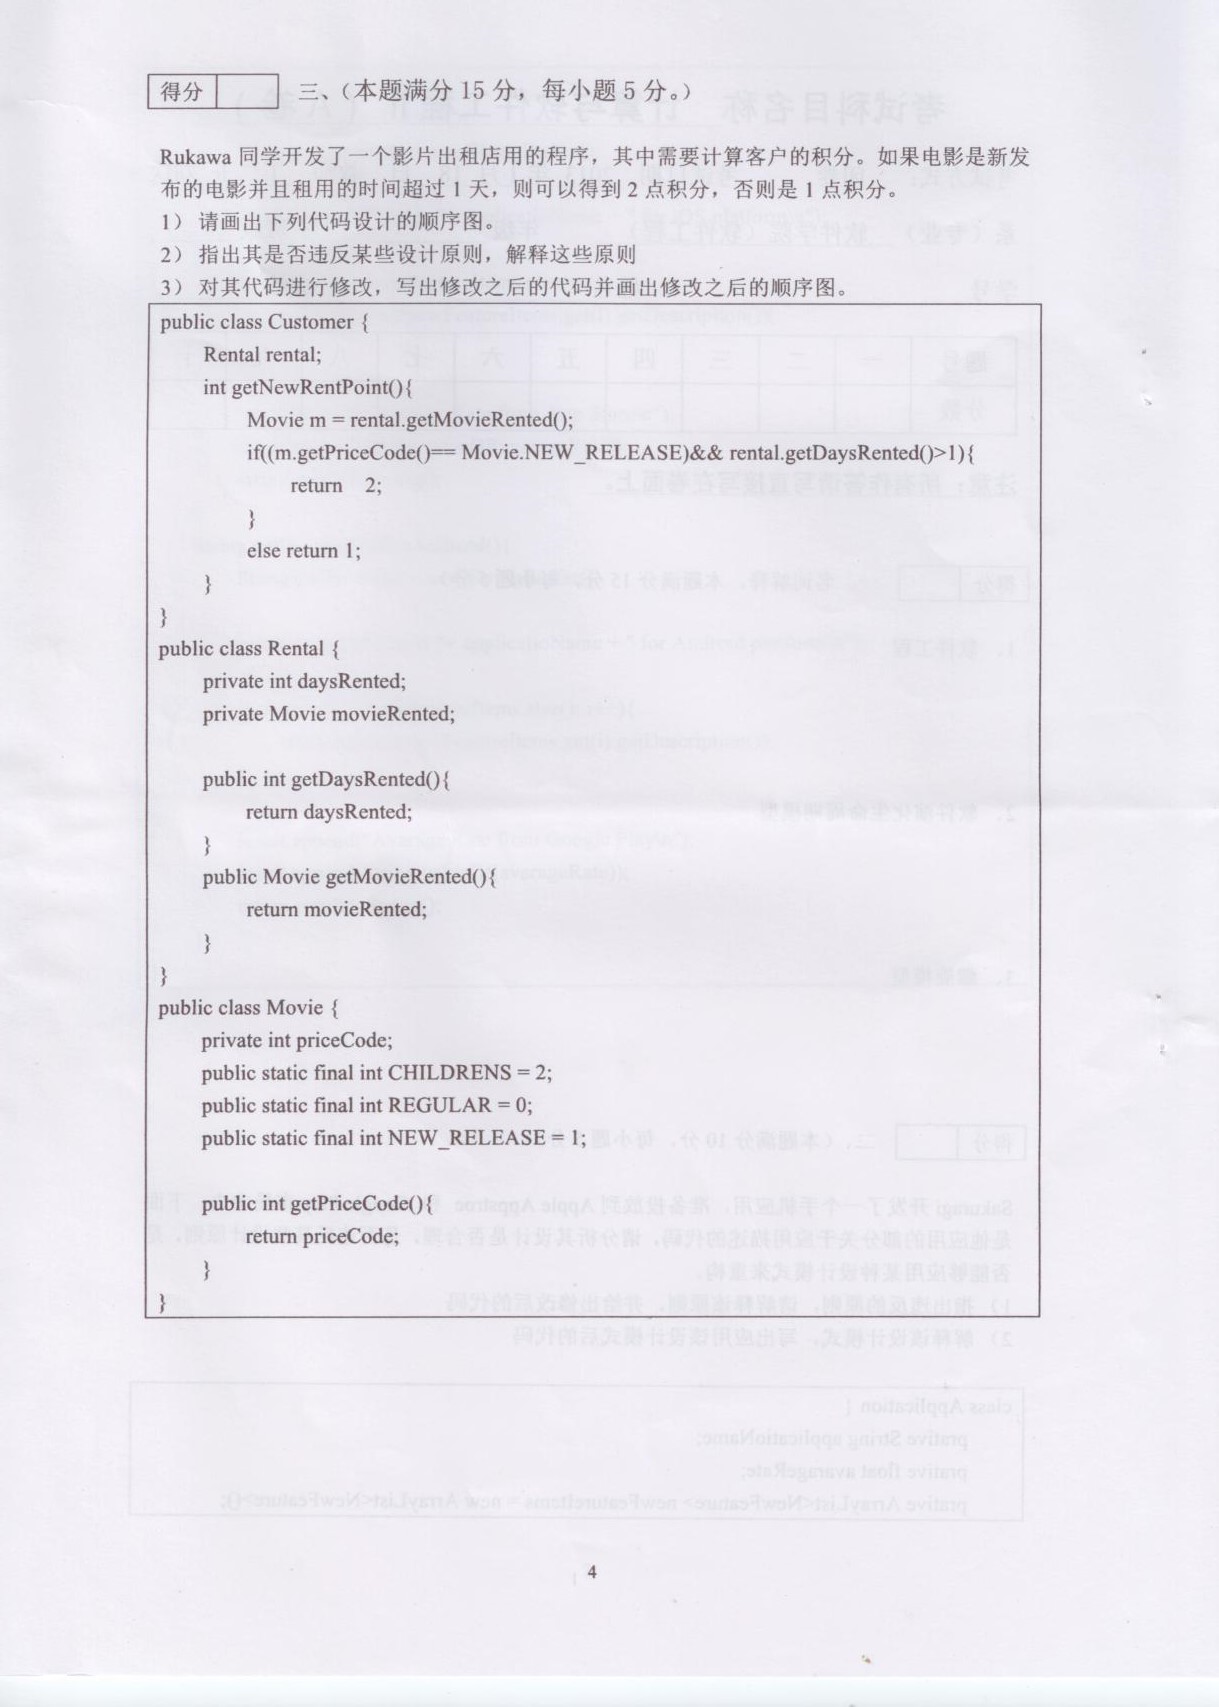 得分 三、（本题满分 15 分，每小题 5 分。）
Rukawa 同学开发了一个影片出租店用的程序，其中需要计算客户的积分。如果电影是新发
布的电影并且租用的时间超过 1 天，则可以得到 2 点积分，否则是 1 点积分。
1） 请画出下列代码设计的顺序图。
2） 指出其是否违反某些设计原则，解释这些原则
3） 对其代码进行修改，写出修改之后的代码并画出修改之后的顺序图。
public class Customer {
Rental rental;
int getNewRentPoint(){
Movie m = rental.getMovieRented();
if((m.getPriceCode()== Movie.NEW_RELEASE)&& rental.getDaysRented()>1){
return 2;
}
else return 1;
}
}
public class Rental {
private int daysRented;
private Movie movieRented;
public int getDaysRented(){
return daysRented;
}
public Movie getMovieRented(){
return movieRented;
}
}
public class Movie {
private int priceCode;
public static final int CHILDRENS = 2;
public static final int REGULAR = 0;
public static final int NEW_RELEASE = 1;
public int getPriceCode(){
return priceCode;
}
}
4